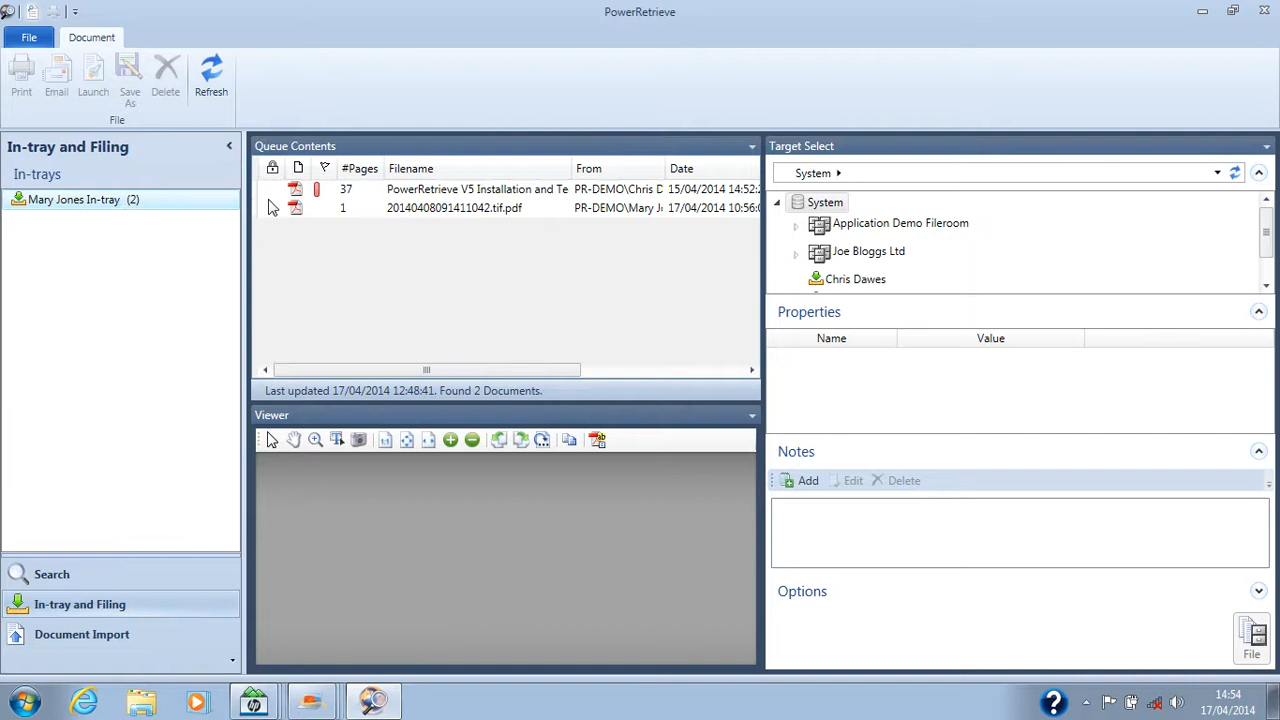 PowerRetrieve
File Document
Print Email Launch Save As Delete Refresh
File
In-tray and Filing
In-trays
Mary Jones In-tray (2)
Search
In-tray and Filing
Document Import
Queue Contents
#Pages Filename From Date
37 PowerRetrieve V5 Installation and Te PR-DEMO\Chris D 15/04/2014 14:52:
1 20140408091411042.tif.pdf PR-DEMO\Mary J 17/04/2014 10:56:
Last updated 17/04/2014 12:48:41. Found 2 Documents.
Viewer
Target Select
System
System
Application Demo Fileroom
Joe Bloggs Ltd
Chris Dawes
Properties
Name Value
Notes
Add Edit Delete
Options
File
14:54
17/04/2014